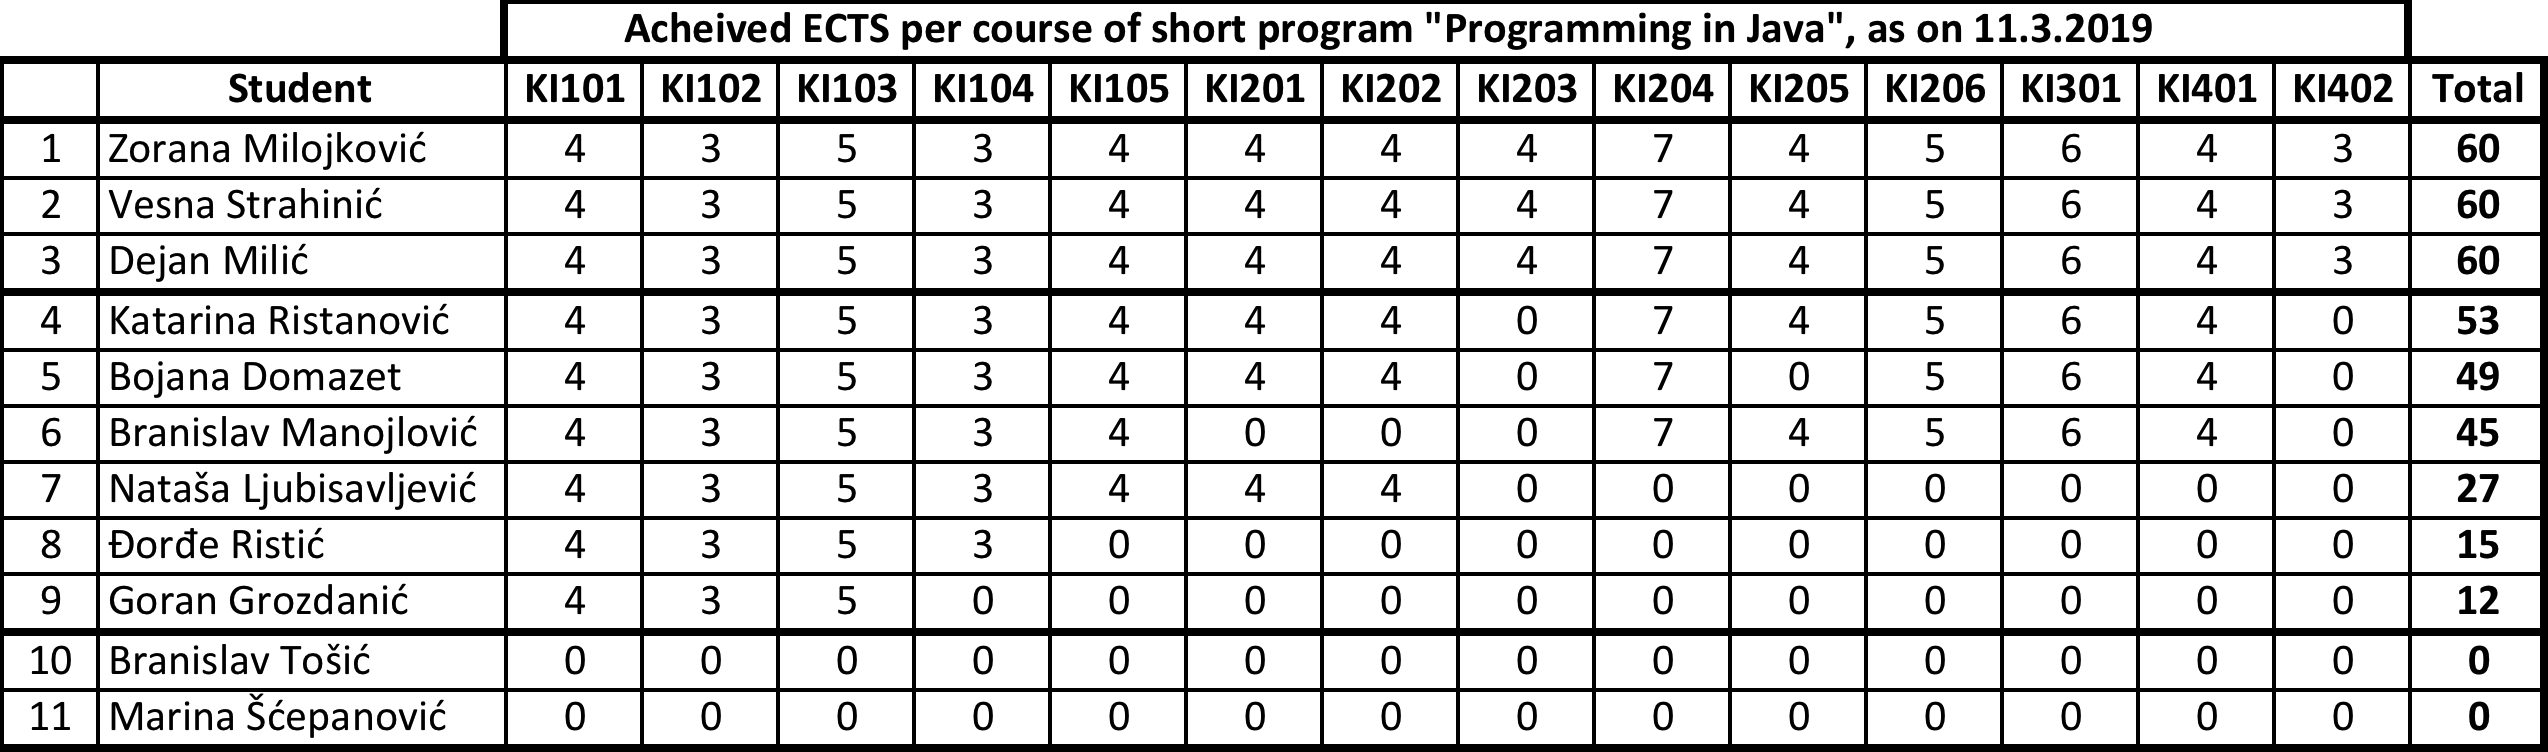 Acheived ECTS per course of short program "Programming in Java", as on 11.3.2019
Student KI101 KI102 KI103 KI104 KI105 KI201 KI202 KI203 KI204 KI205 KI206 KI301 KI401 KI402 Total
1 Zorana Milojković 4 3 5 3 4 4 4 4 7 4 5 6 4 3 60
2 Vesna Strahinić 4 3 5 3 4 4 4 4 7 4 5 6 4 3 60
3 Dejan Milić 4 3 5 3 4 4 4 4 7 4 5 6 4 3 60
4 Katarina Ristanović 4 3 5 3 4 4 4 0 7 4 5 6 4 0 53
5 Bojana Domazet 4 3 5 3 4 4 4 0 7 0 5 6 4 0 49
6 Branislav Manojlović 4 3 5 3 4 0 0 0 7 4 5 6 4 0 45
7 Nataša Ljubisavljević 4 3 5 3 4 4 4 0 0 0 0 0 0 0 27
8 Đorđe Ristić 4 3 5 3 0 0 0 0 0 0 0 0 0 0 15
9 Goran Grozdanić 4 3 5 0 0 0 0 0 0 0 0 0 0 0 12
10 Branislav Tošić 0 0 0 0 0 0 0 0 0 0 0 0 0 0 0
11 Marina Šćepanović 0 0 0 0 0 0 0 0 0 0 0 0 0 0 0